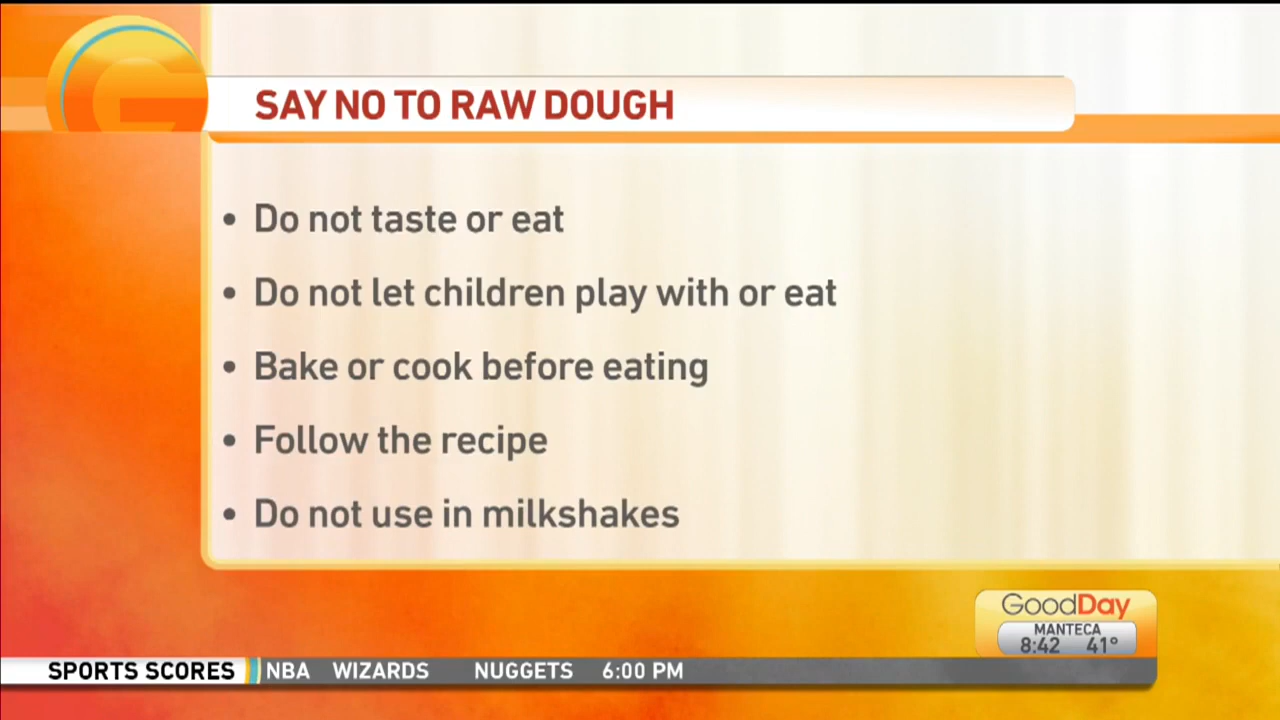 SAY NO TO RAW DOUGH
• Do not taste or eat
• Do not let children play with or eat
• Bake or cook before eating
• Follow the recipe
• Do not use in milkshakes
GoodDay
MANTECA
8:42 41°
SPORTS SCORES NBA WIZARDS NUGGETS 6:00 PM